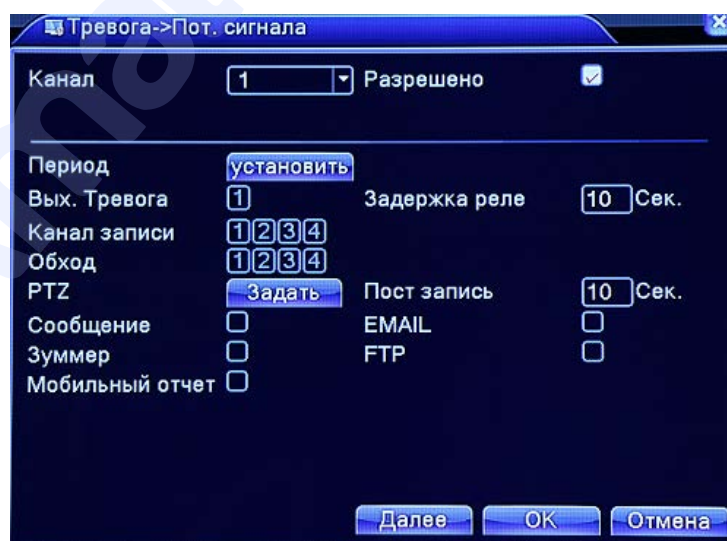 Тревога->Пот. сигнала
Канал 1 Разрешено
Период установить
Вых. Тревога 1 Задержка реле 10 Сек.
Канал записи 1 2 3 4
Обход 1 2 3 4
PTZ Задать Пост запись 10 Сек.
Сообщение EMAIL
Зуммер FTP
Мобильный отчет
Далее OK Отмена